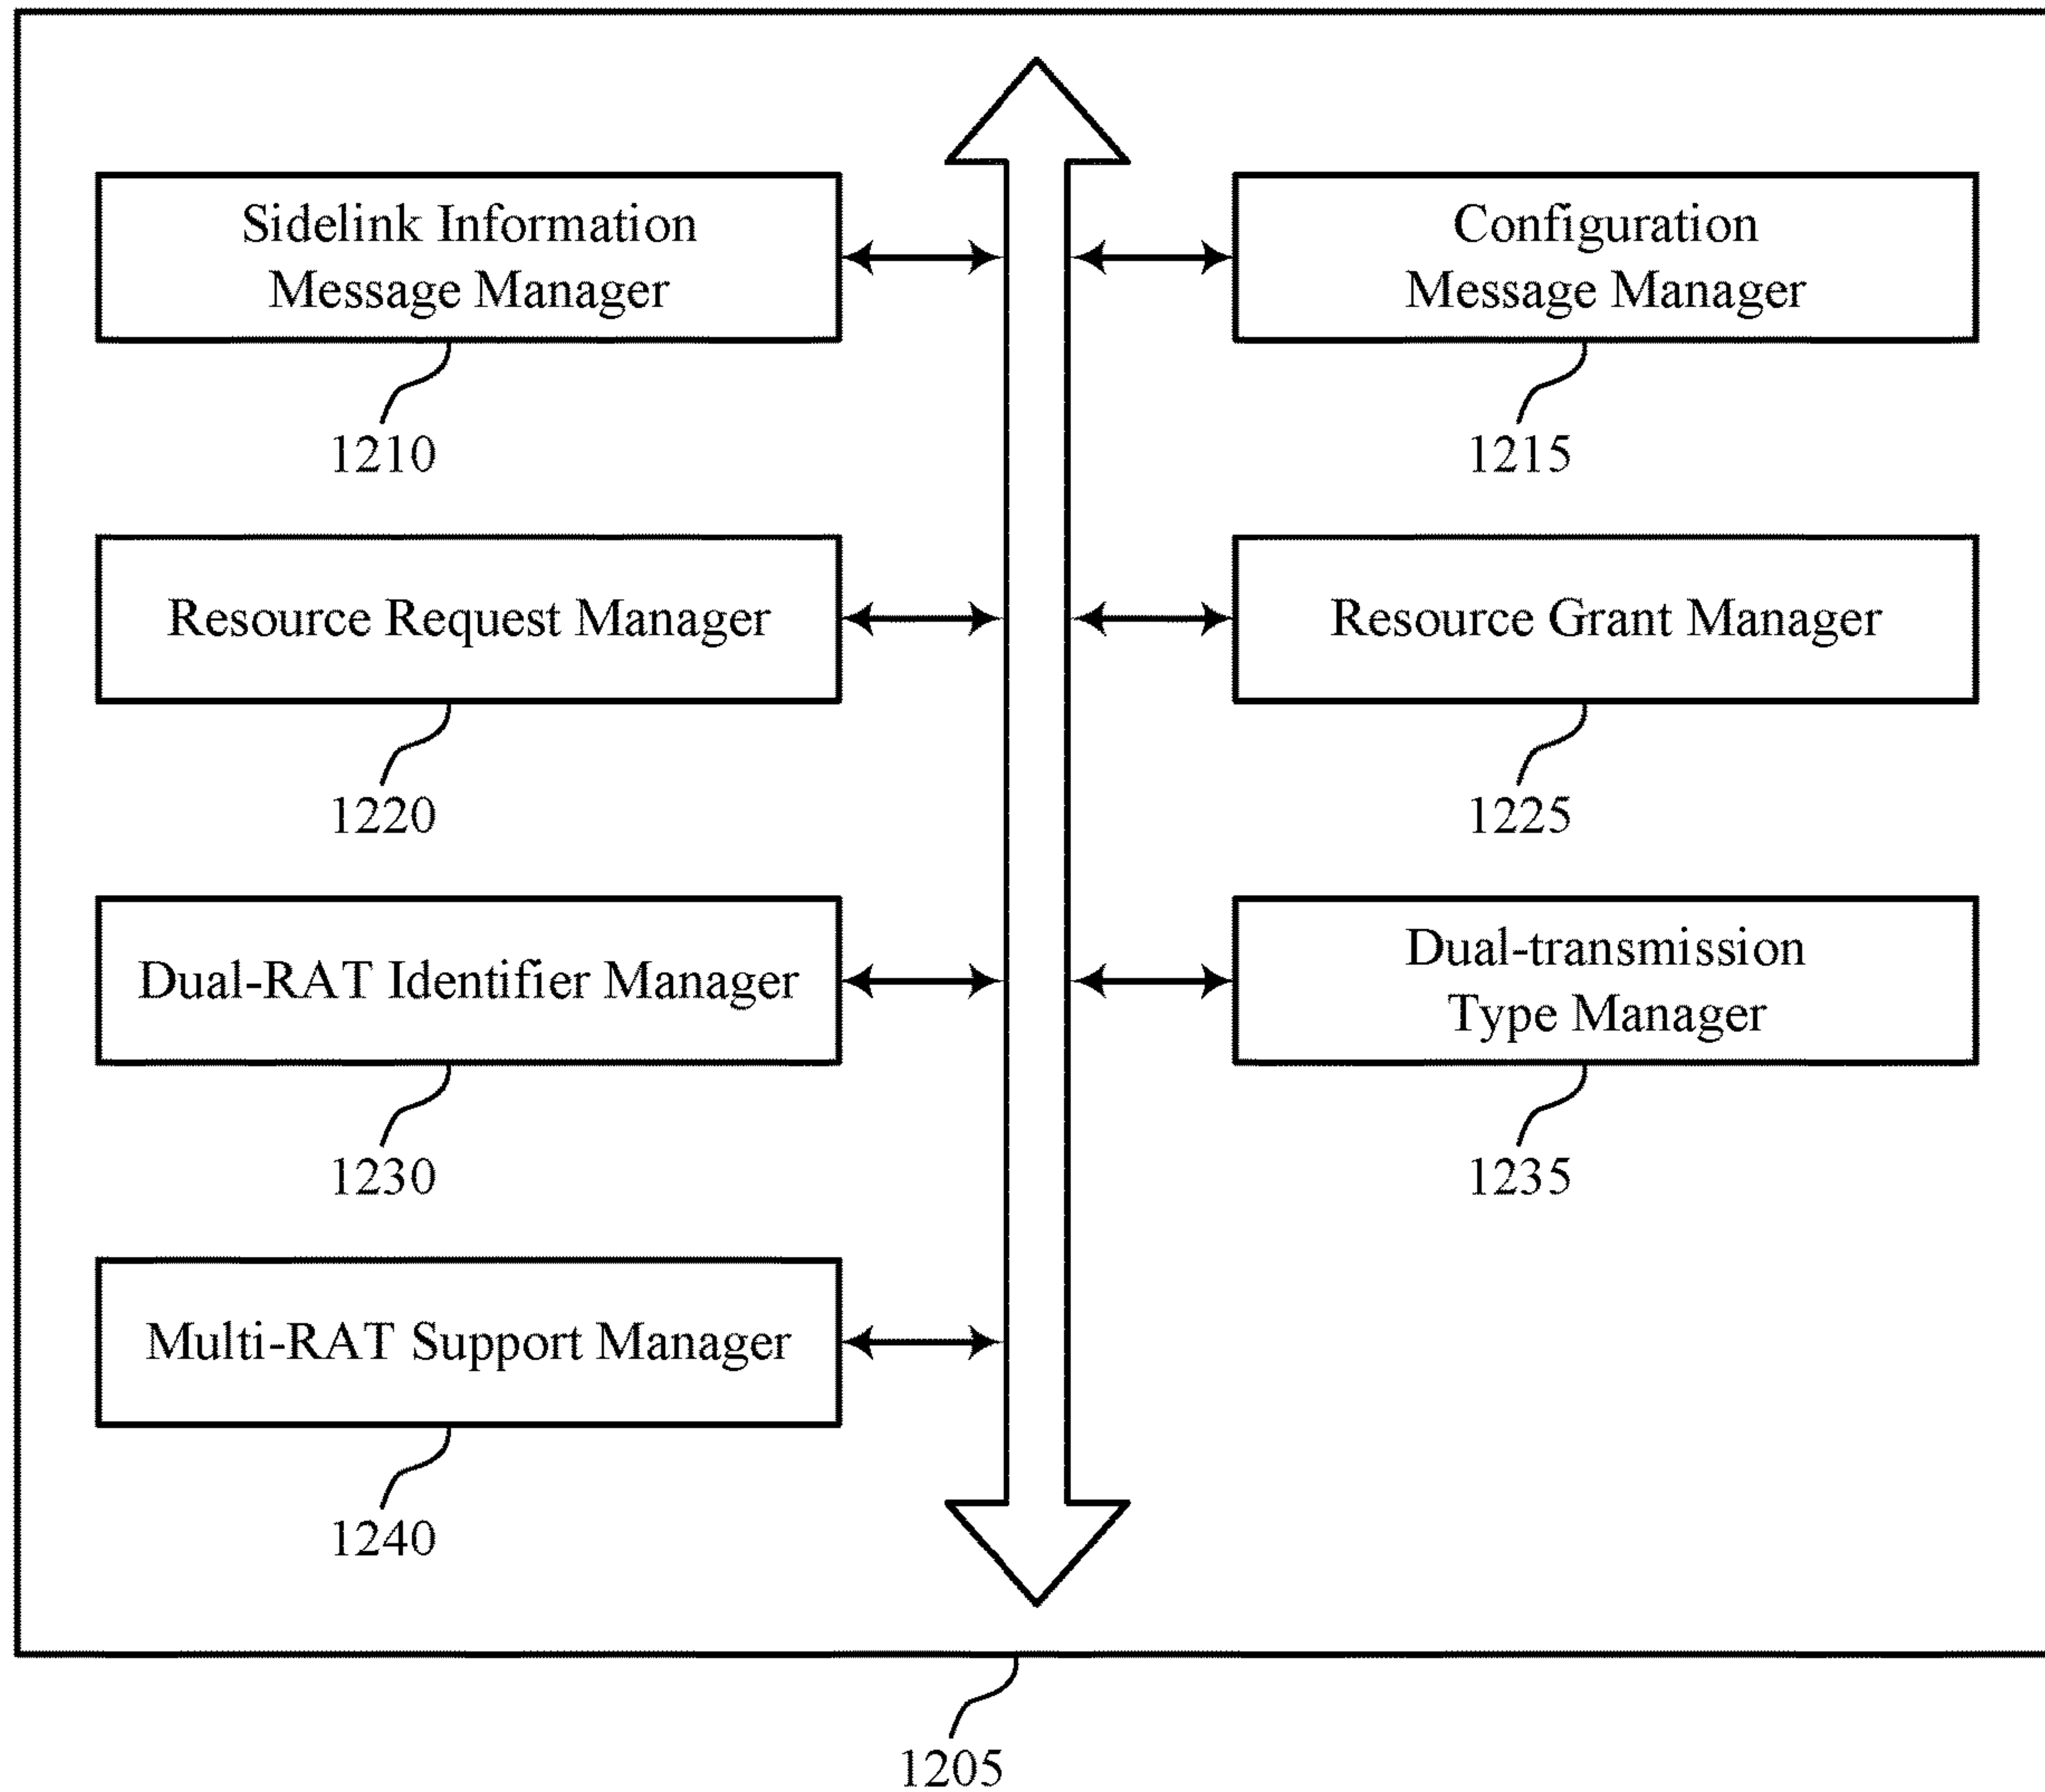 Sidelink Information
Message Manager
1210
Configuration
Message Manager
1215
Resource Request Manager
1220
Resource Grant Manager
1225
Dual-RAT Identifier Manager
1230
Dual-transmission
Type Manager
1235
Multi-RAT Support Manager
1240
1205